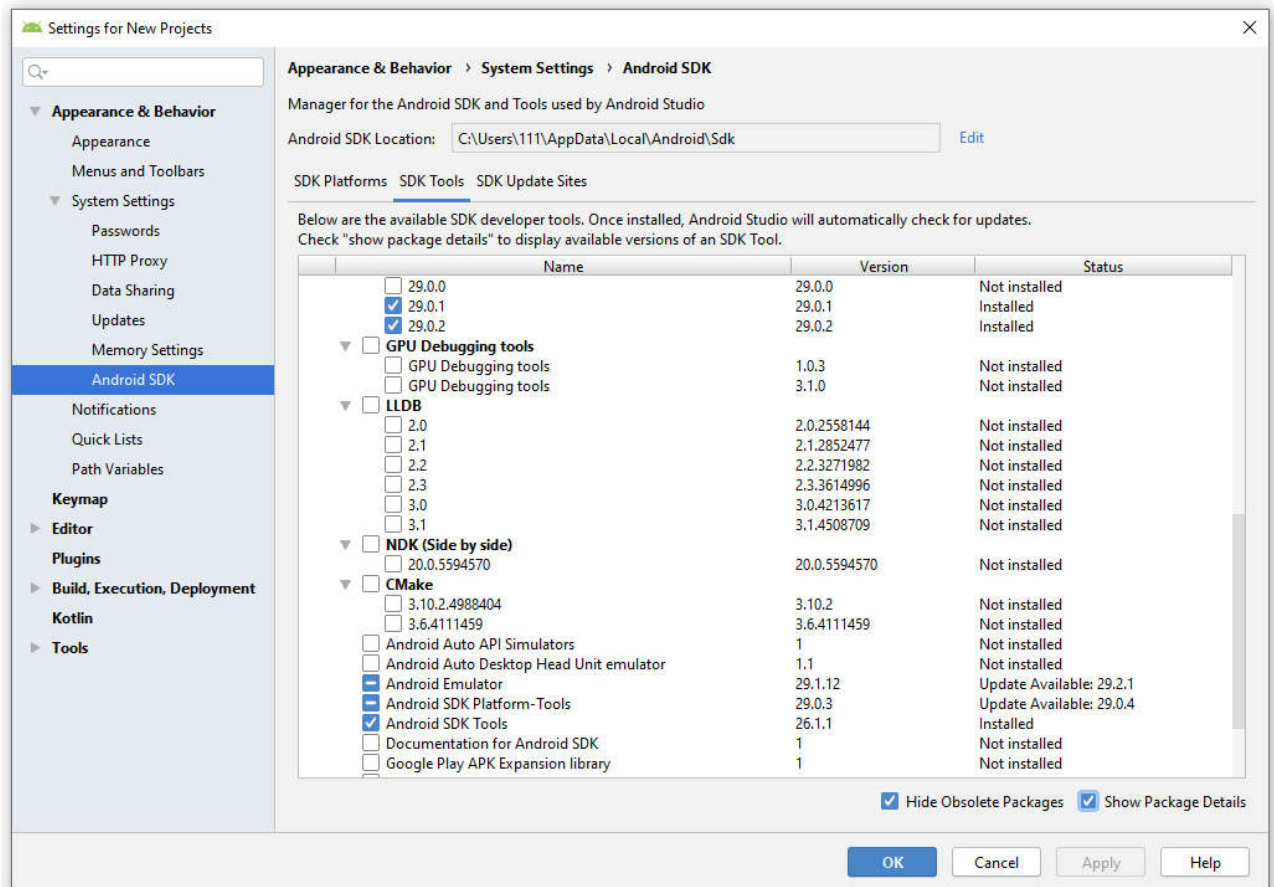 Settings for New Projects
Appearance & Behavior
Appearance
Menus and Toolbars
System Settings
Passwords
HTTP Proxy
Data Sharing
Updates
Memory Settings
Android SDK
Notifications
Quick Lists
Path Variables
Keymap
Editor
Plugins
Build, Execution, Deployment
Kotlin
Tools
Appearance & Behavior › System Settings › Android SDK
Manager for the Android SDK and Tools used by Android Studio
Android SDK Location: C:\Users\111\AppData\Local\Android\Sdk Edit
SDK Platforms SDK Tools SDK Update Sites
Below are the available SDK developer tools. Once installed, Android Studio will automatically check for updates.
Check "show package details" to display available versions of an SDK Tool.
Name Version Status
29.0.0 29.0.0 Not installed
29.0.1 29.0.1 Installed
29.0.2 29.0.2 Installed
GPU Debugging tools
GPU Debugging tools 1.0.3 Not installed
GPU Debugging tools 3.1.0 Not installed
LLDB
2.0 2.0.2558144 Not installed
2.1 2.1.2852477 Not installed
2.2 2.2.3271982 Not installed
2.3 2.3.3614996 Not installed
3.0 3.0.4213617 Not installed
3.1 3.1.4508709 Not installed
NDK (Side by side)
20.0.5594570 20.0.5594570 Not installed
CMake
3.10.2.4988404 3.10.2 Not installed
3.6.4111459 3.6.4111459 Not installed
Android Auto API Simulators 1 Not installed
Android Auto Desktop Head Unit emulator 1.1 Not installed
Android Emulator 29.1.12 Update Available: 29.2.1
Android SDK Platform-Tools 29.0.3 Update Available: 29.0.4
Android SDK Tools 26.1.1 Installed
Documentation for Android SDK 1 Not installed
Google Play APK Expansion library 1 Not installed
Hide Obsolete Packages Show Package Details
OK Cancel Apply Help